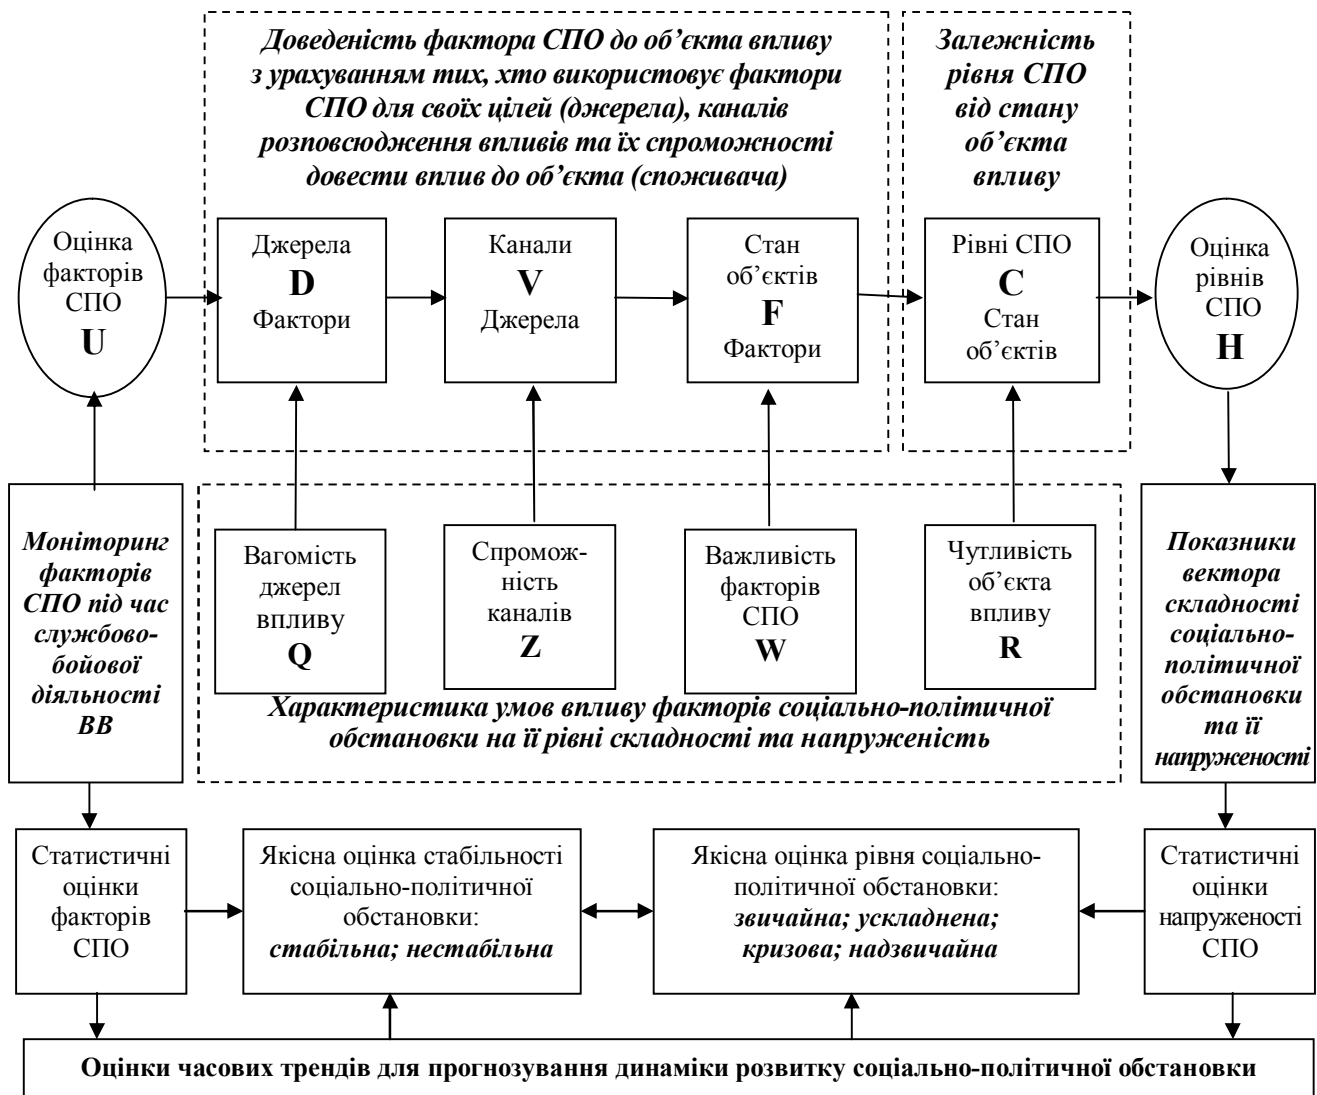 Доведеність фактора СПО до об’єкта впливу
з урахуванням тих, хто використовує фактори
СПО для своїх цілей (джерела), каналів
розповсюдження впливів та їх спроможності
довести вплив до об’єкта (споживача)
Залежність
рівня СПО
від стану
об’єкта
впливу
Оцінка
факторів
СПО
U
Джерела
D
Фактори
Канали
V
Джерела
Стан
об’єктів
F
Фактори
Рівні СПО
C
Стан
об’єктів
Оцінка
рівнів
СПО
H
Моніторинг
факторів
СПО під час
службово-
бойової
діяльності
ВВ
Вагомість
джерел
впливу
Q
Спромож-
ність
каналів
Z
Важливість
факторів
СПО
W
Чутливість
об’єкта
впливу
R
Характеристика умов впливу факторів соціально-політичної
обстановки на її рівні складності та напруженість
Показники
вектора
складності
соціально-
політичної
обстановки
та її
напруженості
Статистичні
оцінки
факторів
СПО
Якісна оцінка стабільності
соціально-політичної
обстановки:
стабільна; нестабільна
Якісна оцінка рівня соціально-
політичної обстановки:
звичайна; ускладнена;
кризова; надзвичайна
Статистичні
оцінки
напруженості
СПО
Оцінки часових трендів для прогнозування динаміки розвитку соціально-політичної обстановки